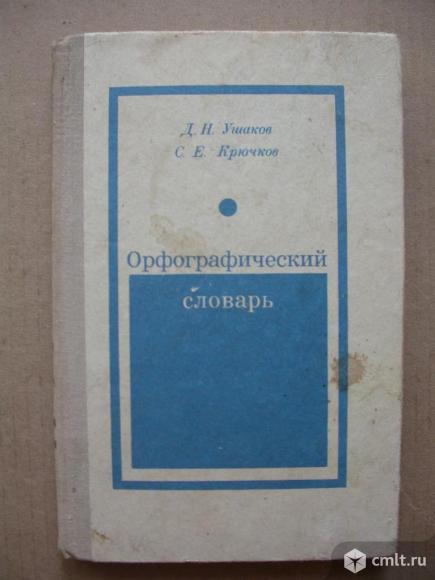 Д. Н. Ушаков
С. Е. Крючков
Орфографический
словарь
cmlt.ru